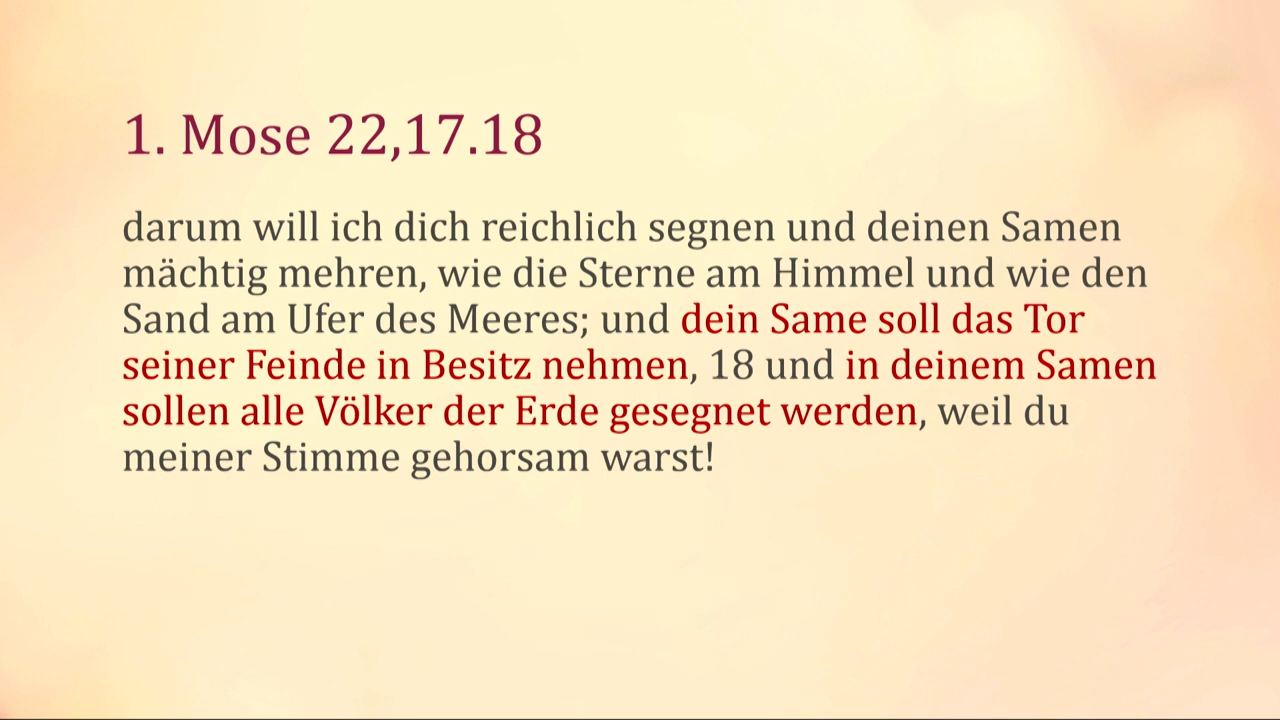 1. Mose 22,17.18
darum will ich dich reichlich segnen und deinen Samen
mächtig mehren, wie die Sterne am Himmel und wie den
Sand am Ufer des Meeres; und dein Same soll das Tor
seiner Feinde in Besitz nehmen, 18 und in deinem Samen
sollen alle Völker der Erde gesegnet werden, weil du
meiner Stimme gehorsam warst!